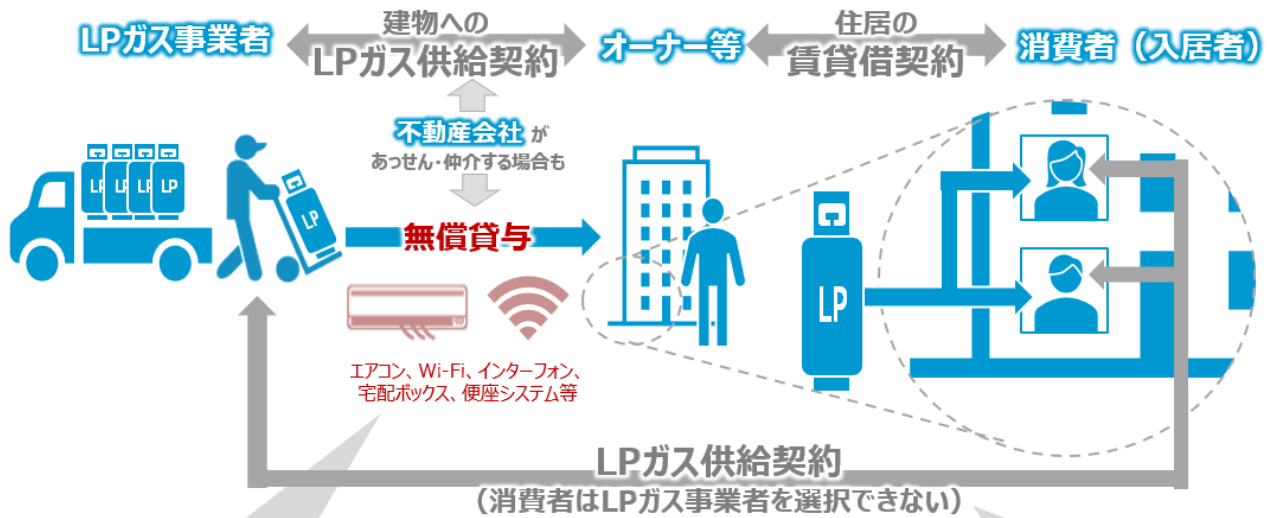 LPガス事業者
建物への
LPガス供給契約
オーナー等
住居の
賃貸借契約
消費者（入居者）
不動産会社 が
あっせん・仲介する場合も
LP
LP
LP
LP
LP
無償貸与
エアコン、Wi-Fi、インターフォン、
宅配ボックス、便座システム等
LP
LPガス供給契約
（消費者はLPガス事業者を選択できない）